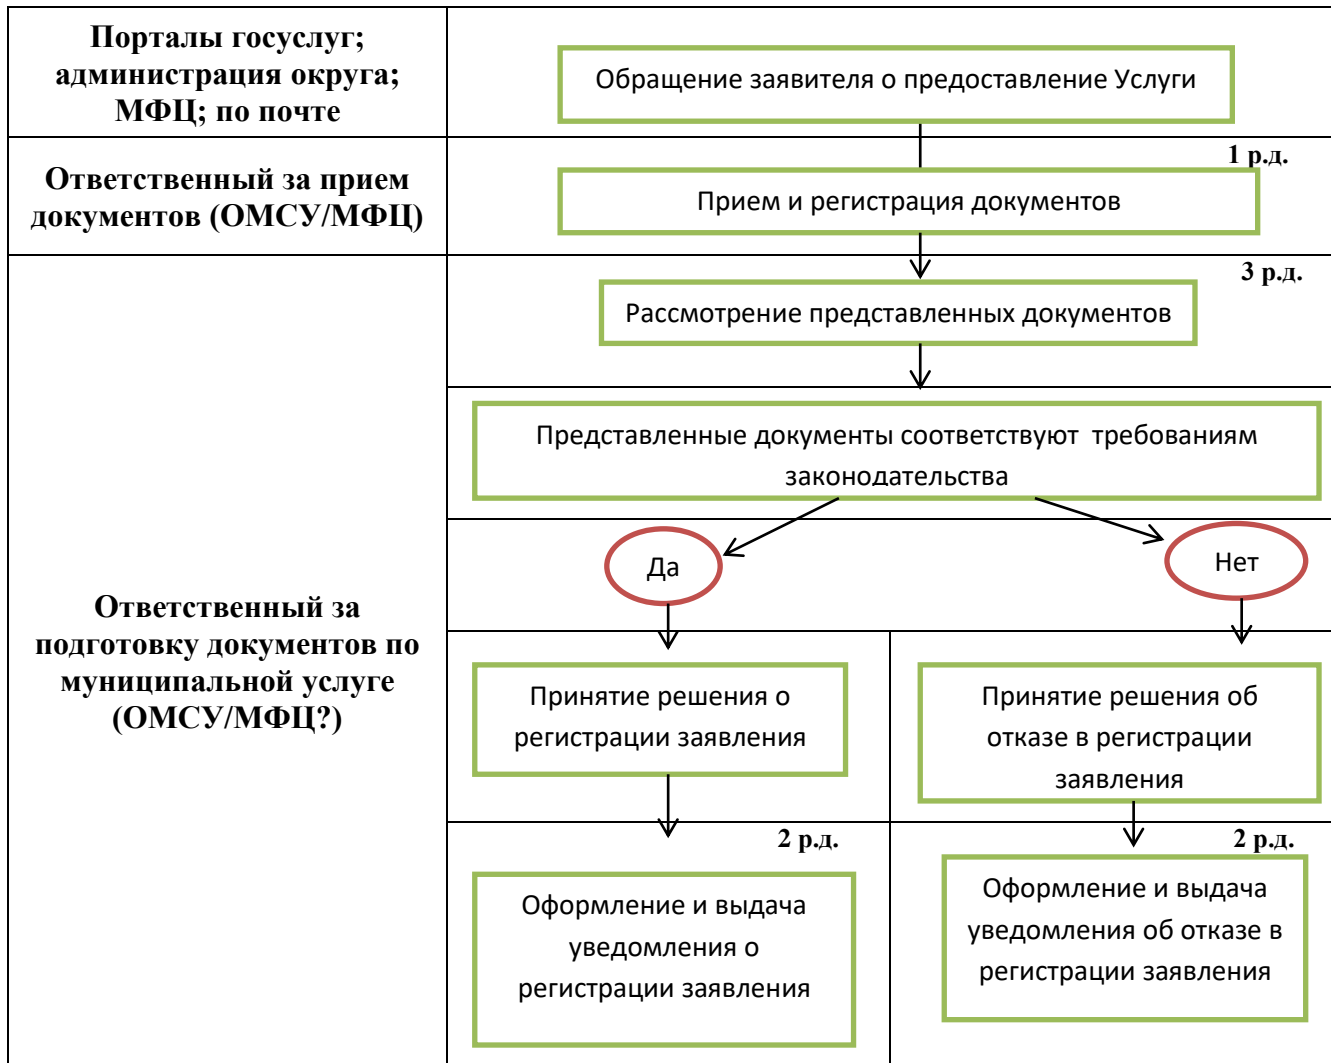 Порталы госуслуг;
администрация округа;
МФЦ; по почте
Обращение заявителя о предоставление Услуги
Ответственный за прием
документов (ОМСУ/МФЦ)
1 р.д.
Прием и регистрация документов
Ответственный за
подготовку документов по
муниципальной услуге
(ОМСУ/МФЦ?)
3 р.д.
Рассмотрение представленных документов
Представленные документы соответствуют  требованиям
законодательства
Да
Нет
Принятие решения о
регистрации заявления
Принятие решения об
отказе в регистрации
заявления
2 р.д.
Оформление и выдача
уведомления о
регистрации заявления
2 р.д.
Оформление и выдача
уведомления об отказе в
регистрации заявления